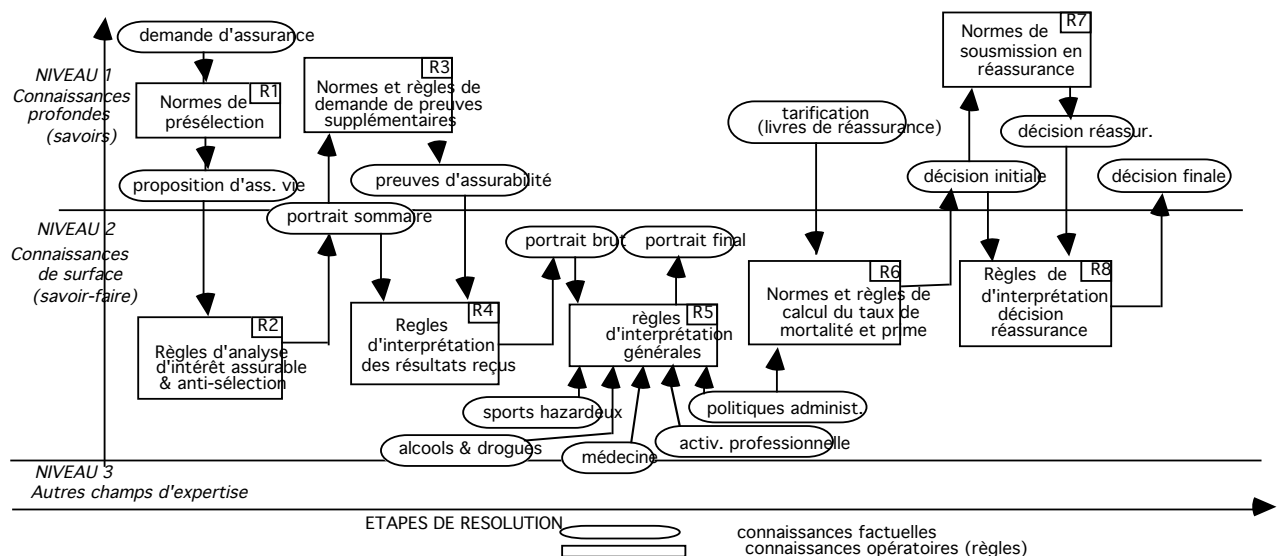 demande d'assurance
NIVEAU 1
Connaissances
profondes
(savoirs)
R1
Normes de
présélection
proposition d'ass. vie
R3
Normes et règles de
demande de preuves
supplémentaires
preuves d'assurabilité
portrait sommaire
tarification
(livres de réassurance)
R7
Normes de
sousmission en
réassurance
décision réassur.
décision initiale
décision finale
NIVEAU 2
Connaissances
de surface
(savoir-faire)
R2
Règles d'analyse
d'intérêt assurable
& anti-sélection
R4
Regles
d'interprétation
des résultats reçus
portrait brut
portrait final
R5
règles
d'interprétation
générales
R6
Normes et règles de
calcul du taux de
mortalité et prime
R8
Règles de
d'interprétation
décision
réassurance
sports hazardeux
politiques administ.
alcools & drogues
médecine
activ. professionnelle
NIVEAU 3
Autres champs d'expertise
ETAPES DE RESOLUTION
connaissances factuelles
connaissances opératoires (règles)